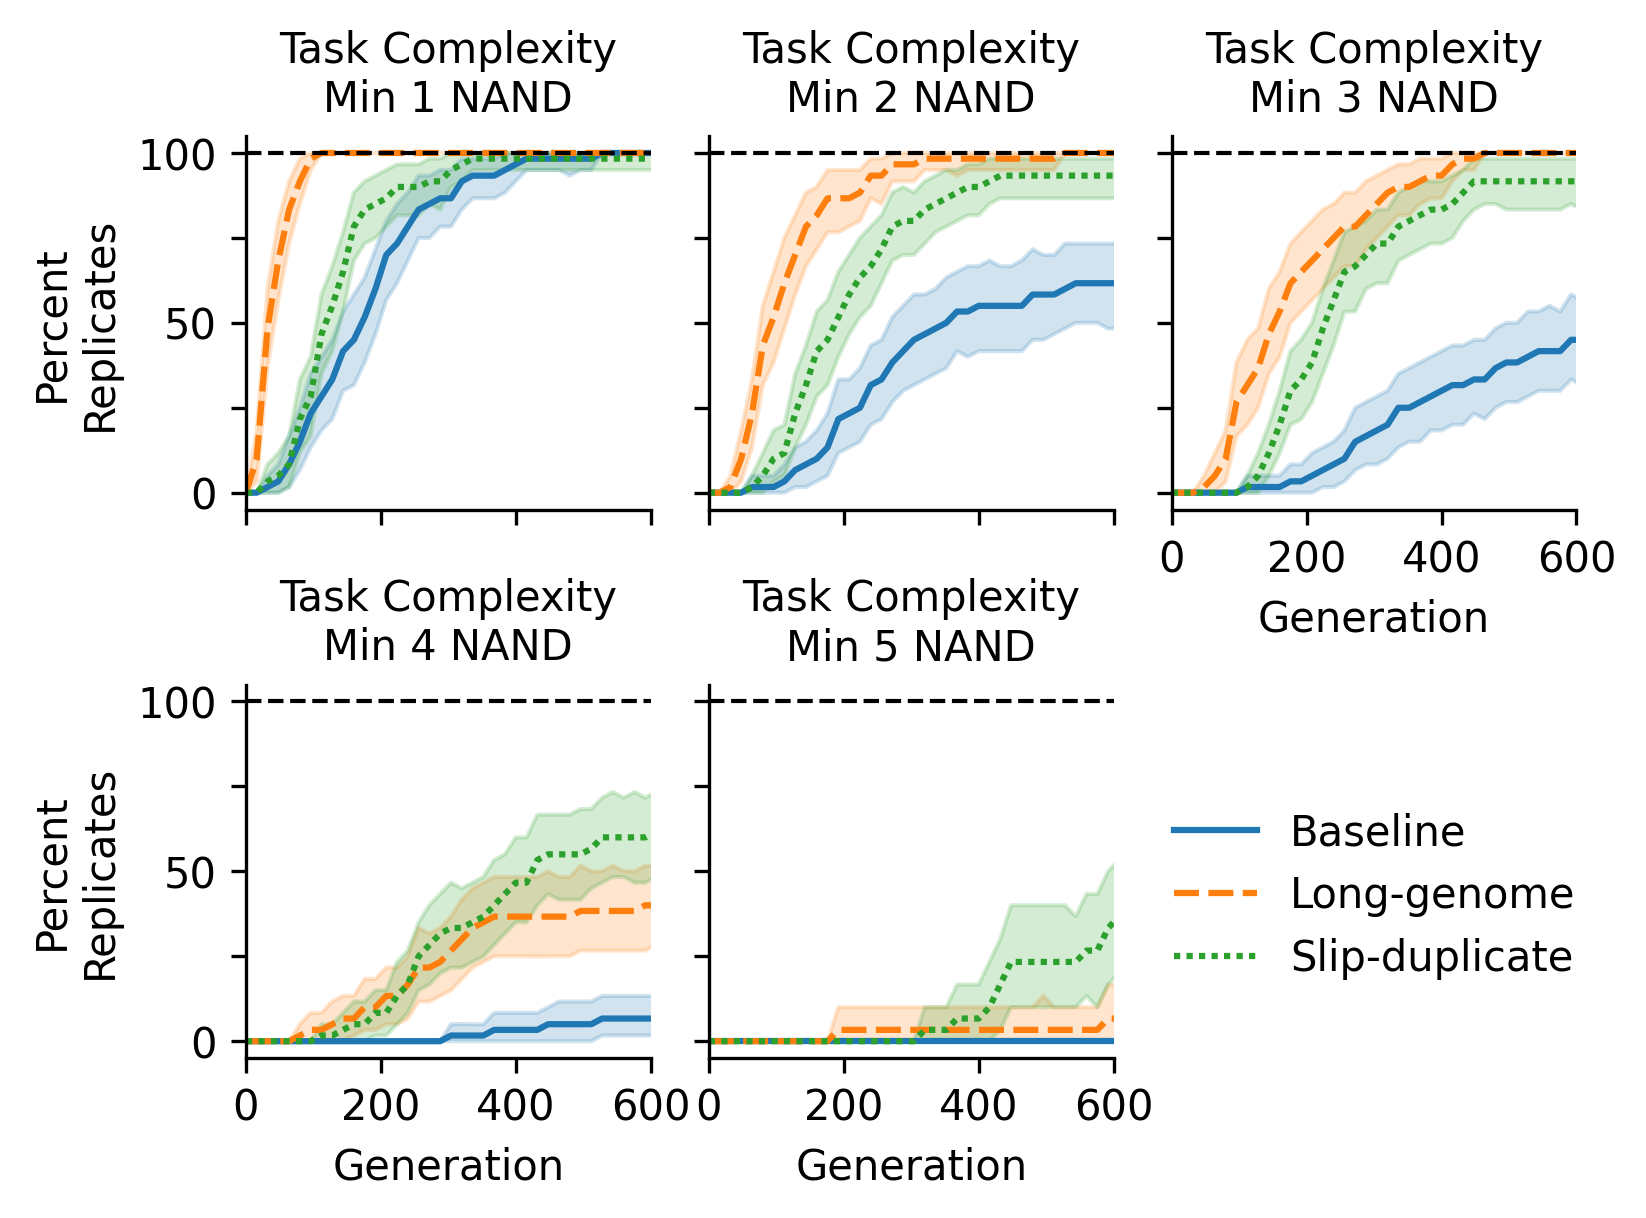 Task Complexity
Min 1 NAND
Task Complexity
Min 2 NAND
Task Complexity
Min 3 NAND
100
50
0
Percent
Replicates
0 200 400 600
Generation
Task Complexity
Min 4 NAND
Task Complexity
Min 5 NAND
100
50
0
Percent
Replicates
0 200 400 600
Generation
0 200 400 600
Generation
Baseline
Long-genome
Slip-duplicate